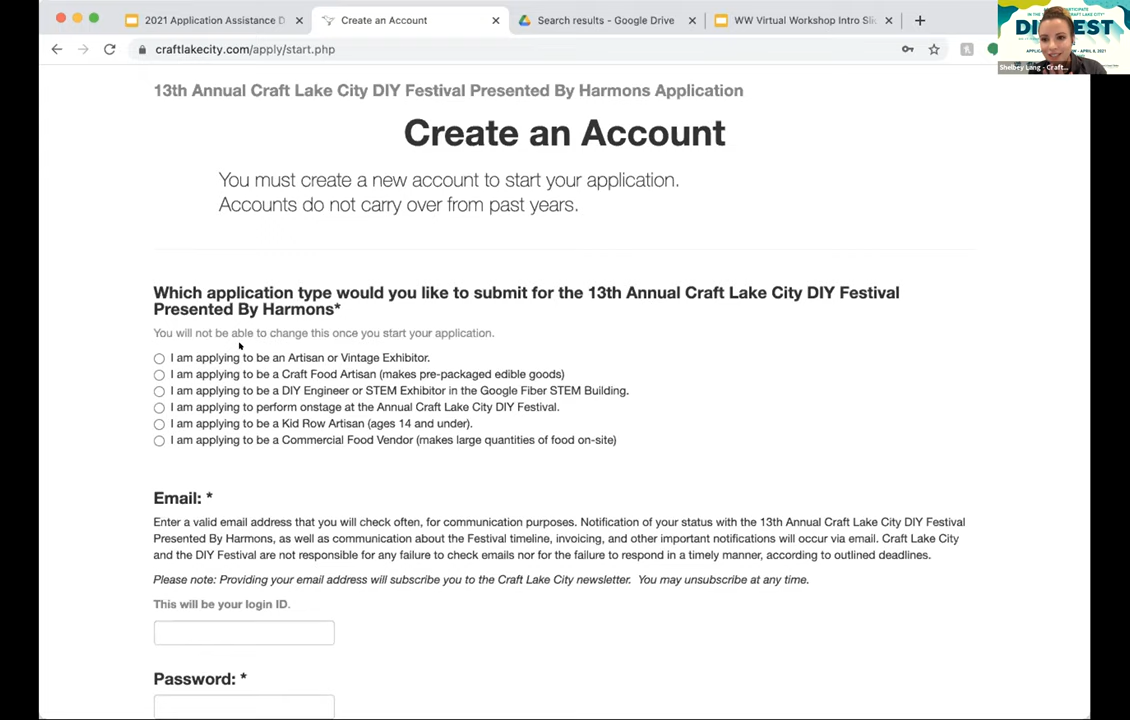 2021 Application Assistance D
Create an Account
Search results - Google Drive
WW Virtual Workshop Intro Sli
craftlakecity.com/apply/start.php
Shelbey Lang - Craft...
13th Annual Craft Lake City DIY Festival Presented By Harmons Application
Create an Account
You must create a new account to start your application.
Accounts do not carry over from past years.
Which application type would you like to submit for the 13th Annual Craft Lake City DIY Festival
Presented By Harmons*
You will not be able to change this once you start your application.
I am applying to be an Artisan or Vintage Exhibitor.
I am applying to be a Craft Food Artisan (makes pre-packaged edible goods)
I am applying to be a DIY Engineer or STEM Exhibitor in the Google Fiber STEM Building.
I am applying to perform onstage at the Annual Craft Lake City DIY Festival.
I am applying to be a Kid Row Artisan (ages 14 and under).
I am applying to be a Commercial Food Vendor (makes large quantities of food on-site)
Email: *
Enter a valid email address that you will check often, for communication purposes. Notification of your status with the 13th Annual Craft Lake City DIY Festival
Presented By Harmons, as well as communication about the Festival timeline, invoicing, and other important notifications will occur via email. Craft Lake City
and the DIY Festival are not responsible for any failure to check emails nor for the failure to respond in a timely manner, according to outlined deadlines.
Please note: Providing your email address will subscribe you to the Craft Lake City newsletter. You may unsubscribe at any time.
This will be your login ID.
Password: *